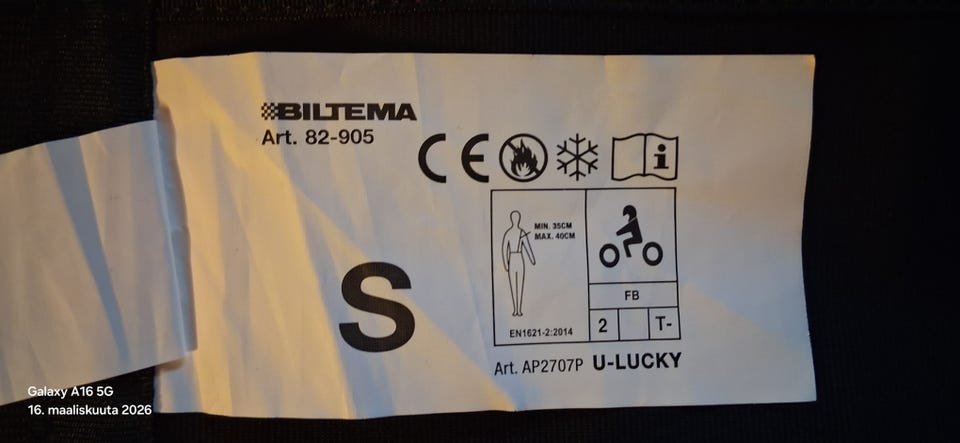 BILTEMA
Art. 82-905
CE
i
MIN. 35CM
MAX. 40CM
EN1621-2:2014
FB
2 T-
S
Art. AP2707P U-LUCKY
Galaxy A16 5G
16. maaliskuuta 2026